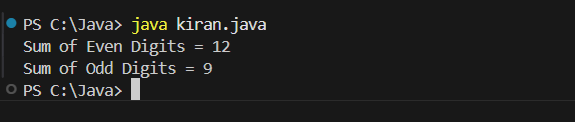 PS C:\Java> java kiran.java
Sum of Even Digits = 12
Sum of Odd Digits = 9
PS C:\Java>